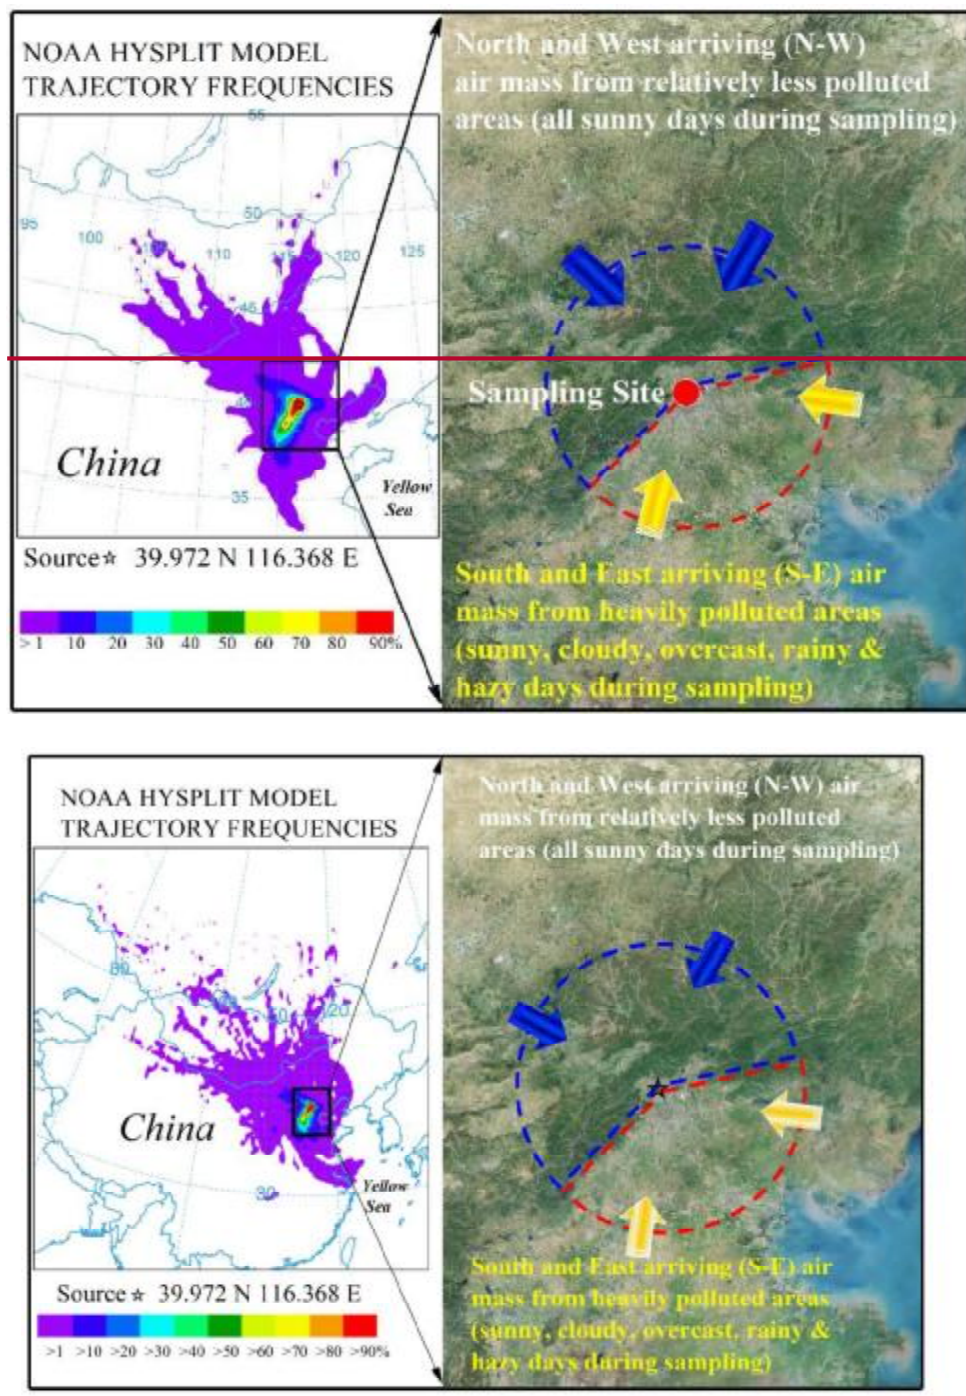 NOAA HYSPLIT MODEL
TRAJECTORY FREQUENCIES
North and West arriving (N-W)
air mass from relatively less polluted
areas (all sunny days during sampling)
55
50
95
100
110
115
120
125
45
40
35
China
Yellow
Sea
Sampling Site
Source☆ 39.972 N 116.368 E
>1 10 20 30 40 50 60 70 80 90%
South and East arriving (S-E) air
mass from heavily polluted areas
(sunny, cloudy, overcast, rainy &
hazy days during sampling)
NOAA HYSPLIT MODEL
TRAJECTORY FREQUENCIES
North and West arriving (N-W) air
mass from relatively less polluted
areas (all sunny days during sampling)
120
30
China
Yellow
Sea
Source☆ 39.972 N 116.368 E
>1 >10 >20 >30 >40 >50 >60 >70 >80 >90%
South and East arriving (S-E) air
mass from heavily polluted areas
(sunny, cloudy, overcast, rainy &
hazy days during sampling)